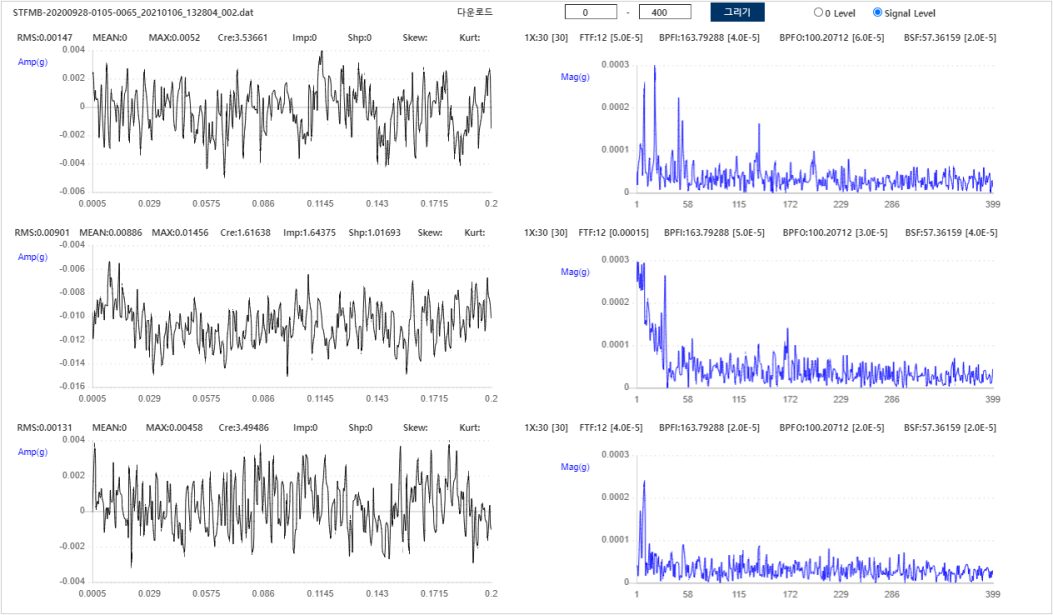 STFMB-20200928-0105-0065_20210106_132804_002.dat 다운로드 0 - 400 그리기 0 Level Signal Level
RMS:0.00147 MEAN:0 MAX:0.0052 Cre:3.53661 Imp:0 Shp:0 Skew: Kurt: 1X:30 [30] FTF:12 [5.0E-5] BPFI:163.79288 [4.0E-5] BPFO:100.20712 [6.0E-5] BSF:57.36159 [2.0E-5]
Amp(g) Mag(g)
0.004
0.002
0
-0.002
-0.004
-0.006
0.0005 0.029 0.0575 0.086 0.1145 0.143 0.1715 0.2
0.0003
0.0002
0.0001
0
1 58 115 172 229 286 399
RMS:0.00901 MEAN:0.00886 MAX:0.01456 Cre:1.61638 Imp:1.64375 Shp:1.01693 Skew: Kurt: 1X:30 [30] FTF:12 [0.00015] BPFI:163.79288 [5.0E-5] BPFO:100.20712 [3.0E-5] BSF:57.36159 [4.0E-5]
Amp(g) Mag(g)
-0.004
-0.006
-0.008
-0.010
-0.012
-0.014
-0.016
0.0005 0.029 0.0575 0.086 0.1145 0.143 0.1715 0.2
0.0003
0.0002
0.0001
0
1 58 115 172 229 286 399
RMS:0.00131 MEAN:0 MAX:0.00458 Cre:3.49486 Imp:0 Shp:0 Skew: Kurt: 1X:30 [30] FTF:12 [4.0E-5] BPFI:163.79288 [2.0E-5] BPFO:100.20712 [2.0E-5] BSF:57.36159 [2.0E-5]
Amp(g) Mag(g)
0.004
0.002
0
-0.002
-0.004
0.0005 0.029 0.0575 0.086 0.1145 0.143 0.1715 0.2
0.0003
0.0002
0.0001
0
1 58 115 172 229 286 399